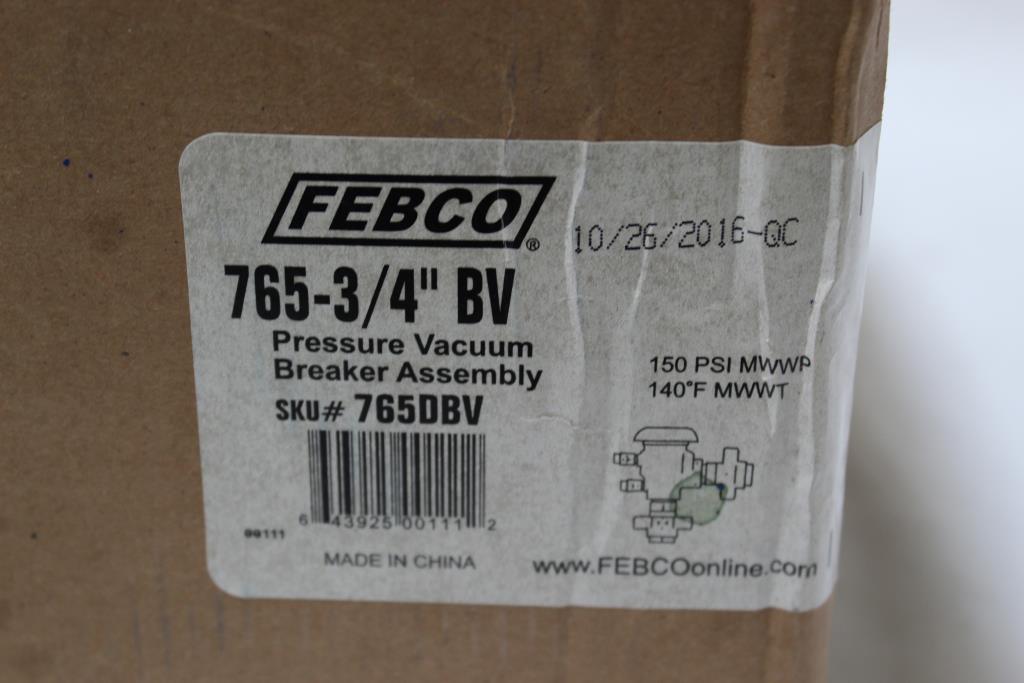 FEBCO®
10/26/2016-QC
765-3/4" BV
Pressure Vacuum
Breaker Assembly
SKU# 765DBV
150 PSI MWWP
140°F MWWT
6 43925 00111 2
99111
MADE IN CHINA
www.FEBCOonline.com